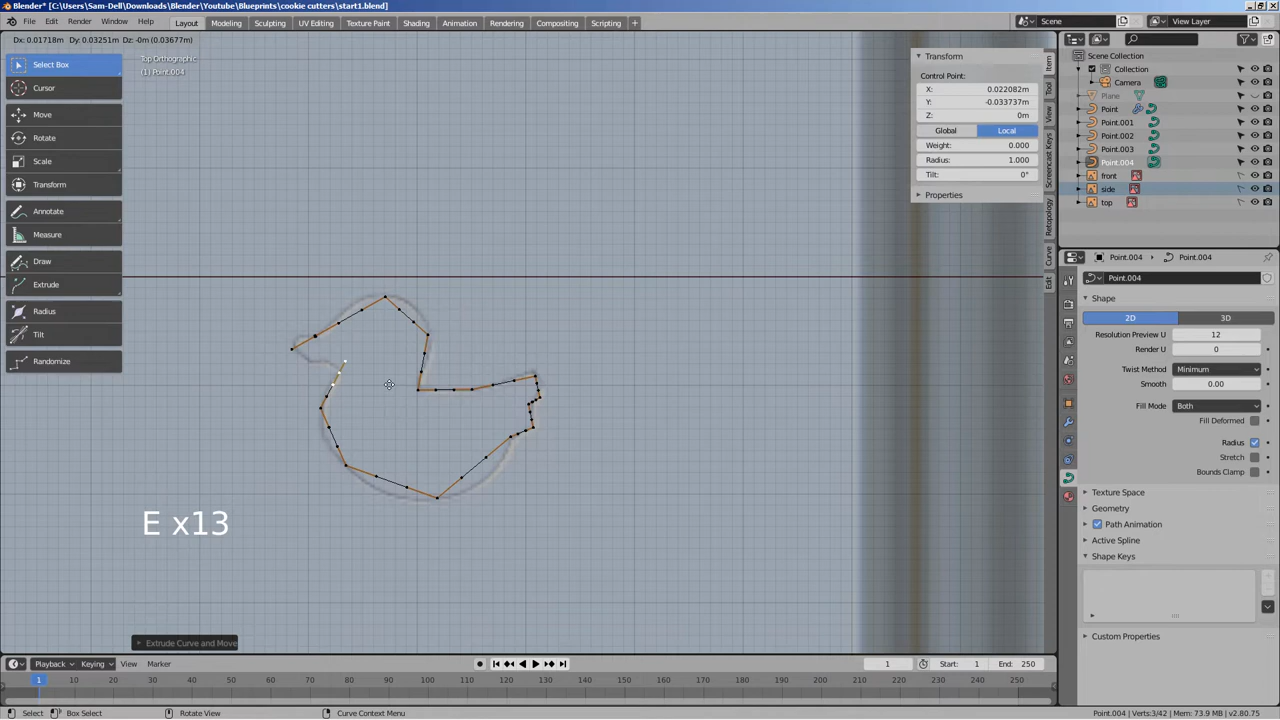 Blender* [C:\Users\Sam-Dell\Downloads\Blender\Youtube\Blueprints\cookie cutters\start1.blend]
File Edit Render Window Help Layout Modeling Sculpting UV Editing Texture Paint Shading Animation Rendering Compositing Scripting + Scene View Layer
Dx: 0.01718m Dy: 0.03251m Dz: -0m (0.03677m)
Top Orthographic
(1) Point.004
Select Box
Cursor
Move
Rotate
Scale
Transform
Annotate
Measure
Draw
Extrude
Radius
Tilt
Randomize
Transform
Control Point:
X: 0.022082m
Y: -0.033737m
Z: 0m
Global Local
Weight: 0.000
Radius: 1.000
Tilt: 0°
Properties
Item
Tool
View
Screencast Keys
Retopology
Curve
Edit
Scene Collection
Collection
Camera
Plane
Point
Point.001
Point.002
Point.003
Point.004
front
side
top
Point.004 Point.004
Point.004
Shape
2D 3D
Resolution Preview U 12
Render U 0
Twist Method Minimum
Smooth 0.00
Fill Mode Both
Fill Deformed
Radius
Stretch
Bounds Clamp
Texture Space
Geometry
Path Animation
Active Spline
Shape Keys
Custom Properties
E x13
Extrude Curve and Move
Playback Keying View Marker 1 Start: 1 End: 250
1 10 20 30 40 50 60 70 80 90 100 110 120 130 140 150 160 170 180 190 200 210 220 230 240 250
Select Box Select Rotate View Curve Context Menu Point.004 | Verts:3/42 | Mem: 73.9 MB | v2.80.75